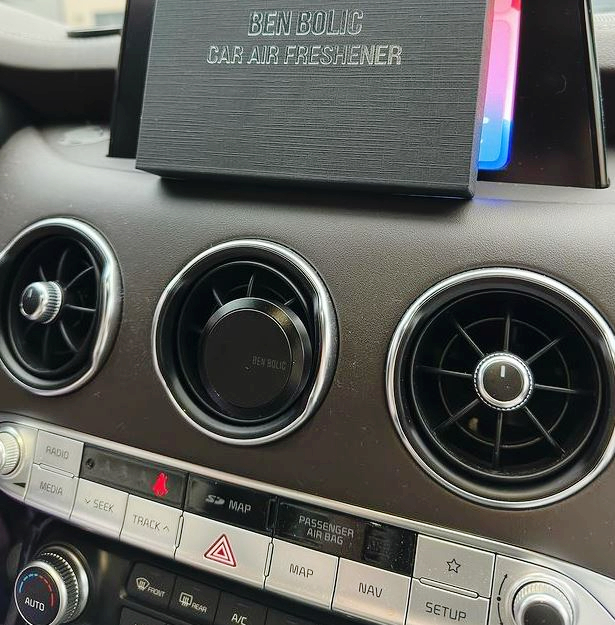 BEN BOLIC
CAR AIR FRESHENER
BEN BOLIC
RADIO
MEDIA
SEEK
TRACK
SD MAP
PASSENGER
AIR BAG
MAP
NAV
SETUP
AUTO
FRONT
REAR
A/C